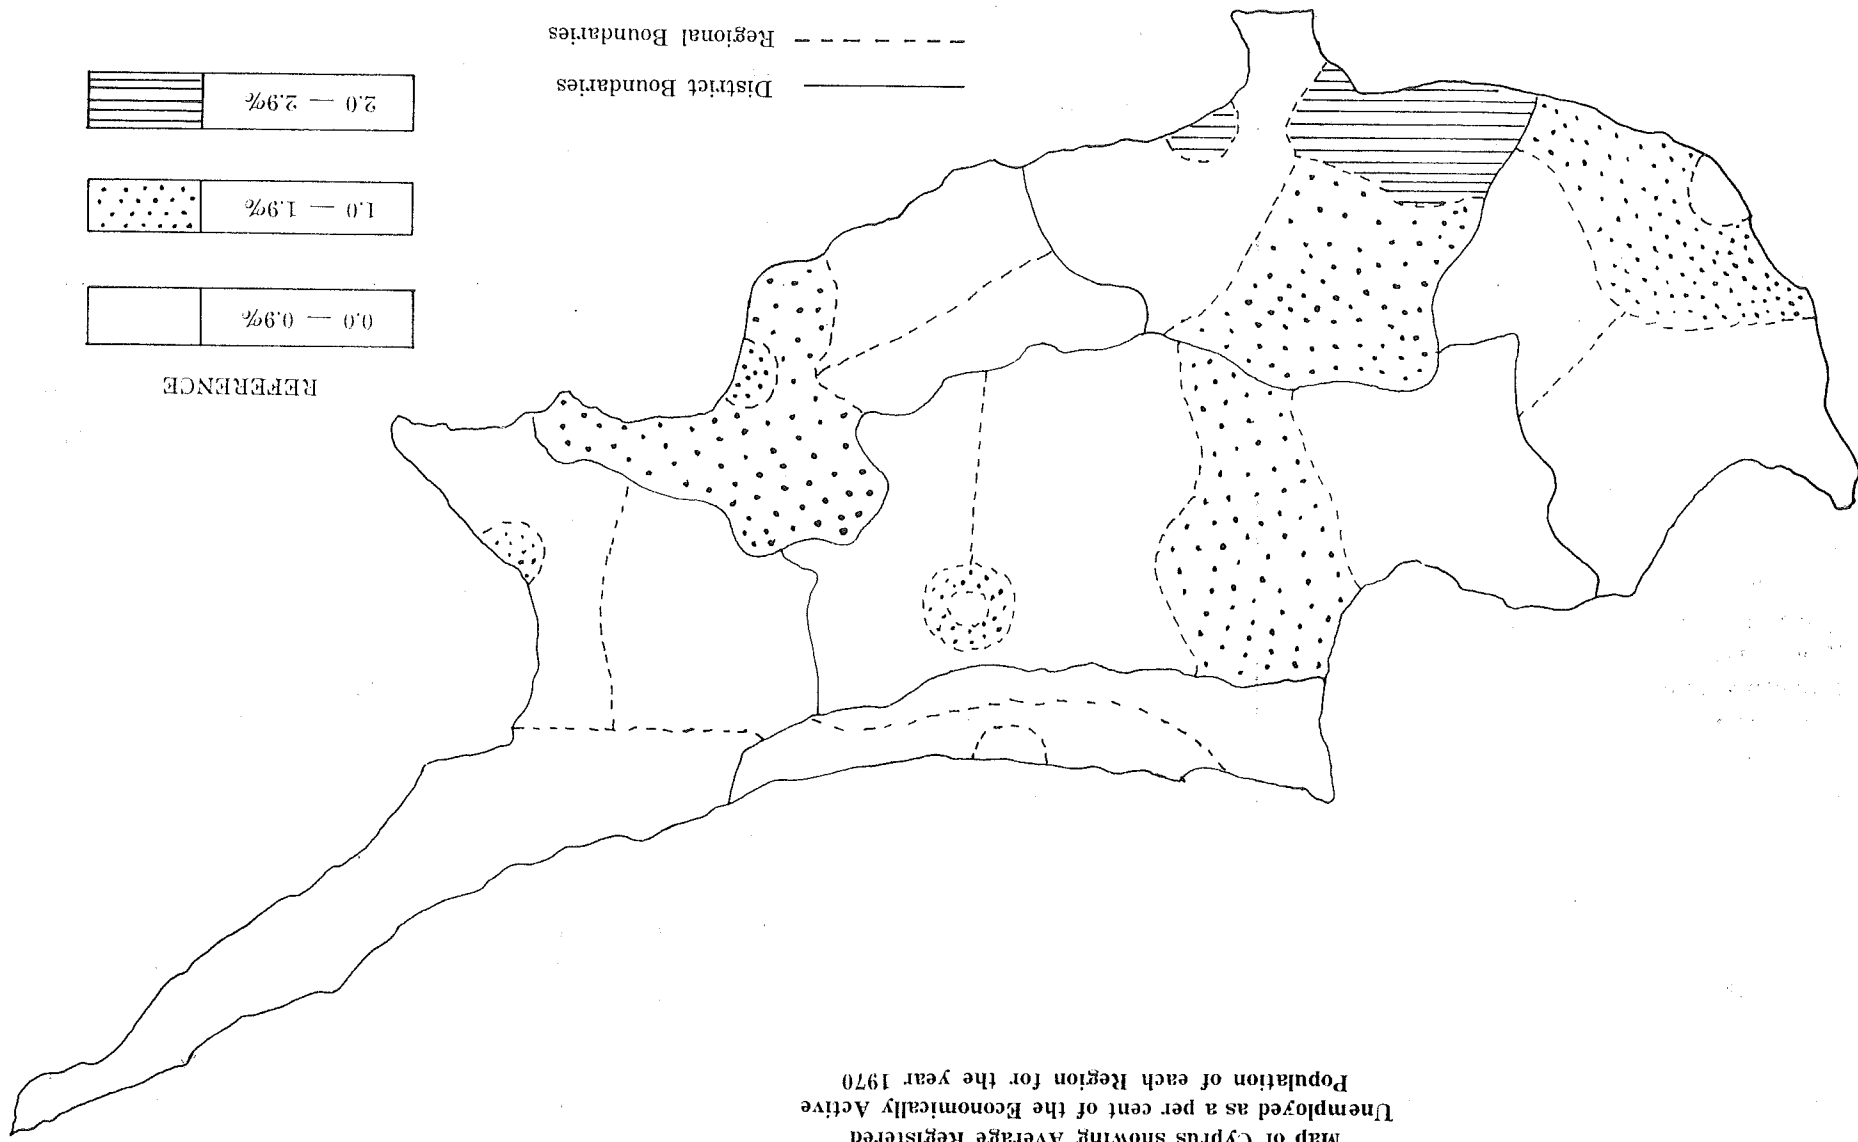 Map of Cyprus showing Average Registered
Unemployed as a per cent of the Economically Active
Population of each Region for the year 1970
REFERENCE
0.0 — 0.9%
1.0 — 1.9%
2.0 — 2.9%
District Boundaries
Regional Boundaries